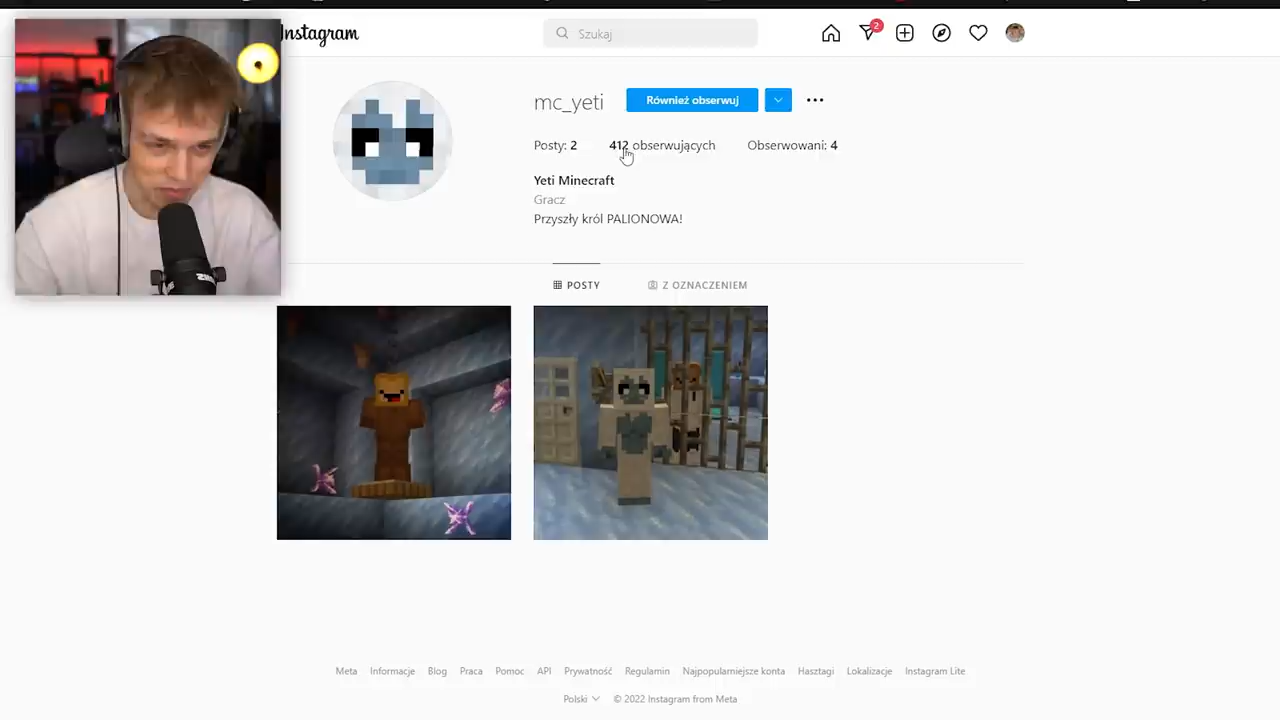 Instagram
Szukaj
2
mc_yeti
Również obserwuj
Posty: 2
412 obserwujących
Obserwowani: 4
Yeti Minecraft
Gracz
Przyszły król PALIONOWA!
POSTY
Z OZNACZENIEM
Meta Informacje Blog Praca Pomoc API Prywatność Regulamin Najpopularniejsze konta Hasztagi Lokalizacje Instagram Lite
Polski © 2022 Instagram from Meta